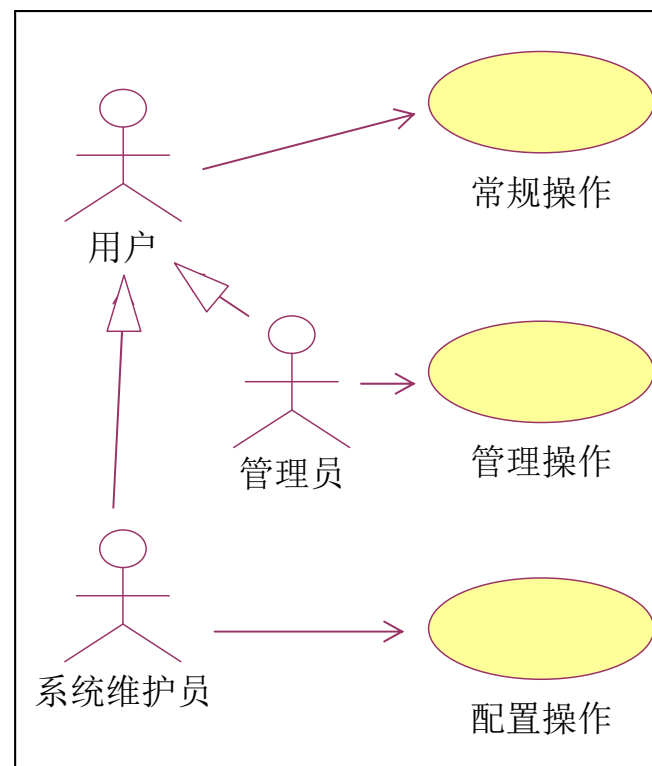 常规操作
用户
管理员
管理操作
系统维护员
配置操作